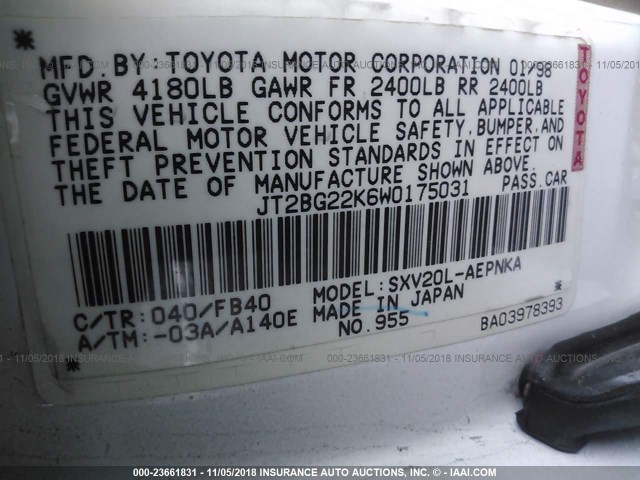 MFD. BY: TOYOTA MOTOR CORPORATION 01/98
GVWR 4180LB GAWR FR 2400LB RR 2400LB
THIS VEHICLE CONFORMS TO ALL APPLICABLE
FEDERAL MOTOR VEHICLE SAFETY, BUMPER, AND
THEFT PREVENTION STANDARDS IN EFFECT ON
THE DATE OF MANUFACTURE SHOWN ABOVE.
JT2BG22K6W0175031 PASS. CAR
TOYOTA
C/TR: 040/FB40 MODEL: SXV20L-AEPNKA
A/TM: -03A/A140E MADE IN JAPAN
NO. 955 BA03978393
000-23661831 - 11/05/2018 INSURANCE AUTO AUCTIONS, INC. © - IAAI.COM